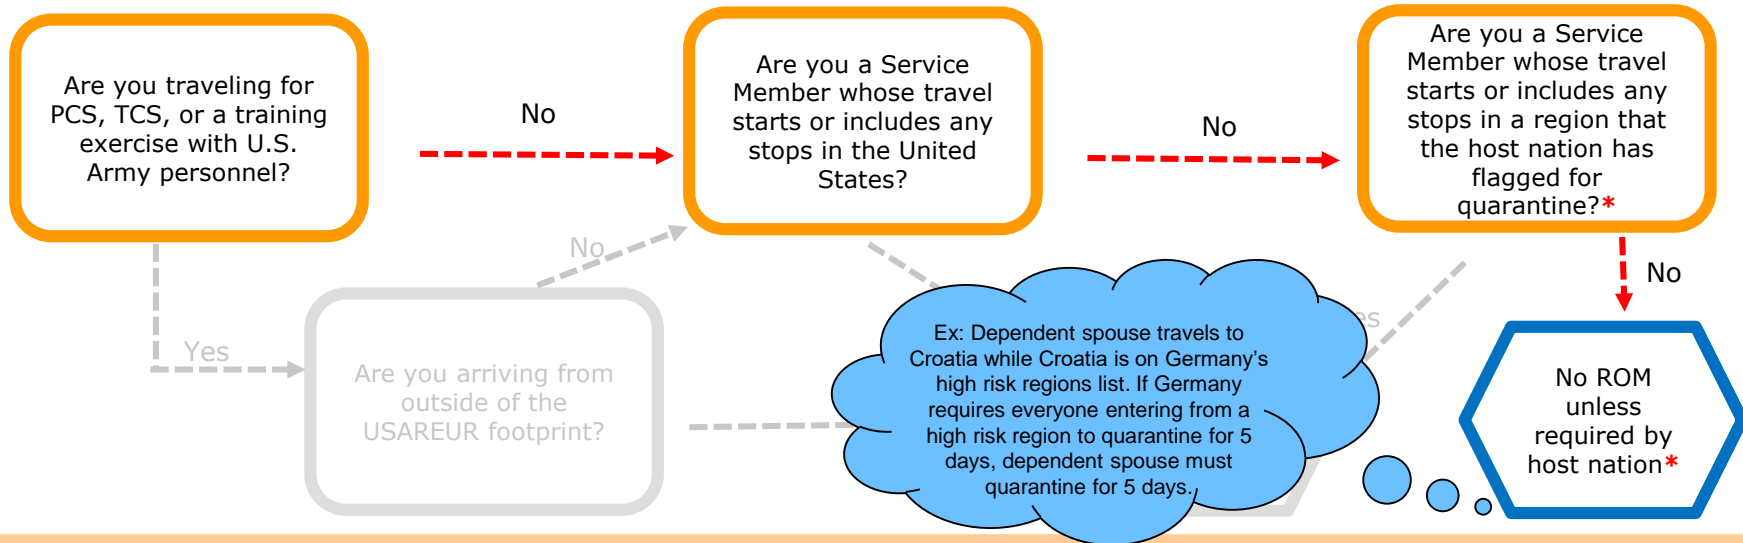 Are you traveling for
PCS, TCS, or a training
exercise with U.S.
Army personnel?
No
Are you a Service
Member whose travel
starts or includes any
stops in the United
States?
No
Are you a Service
Member whose travel
starts or includes any
stops in a region that
the host nation has
flagged for
quarantine?*
No
Yes
Are you arriving from
outside of the
USAREUR footprint?
Ex: Dependent spouse travels to
Croatia while Croatia is on Germany’s
high risk regions list. If Germany
requires everyone entering from a
high risk region to quarantine for 5
days, dependent spouse must
quarantine for 5 days.
es
No
No ROM
unless
required by
host nation*